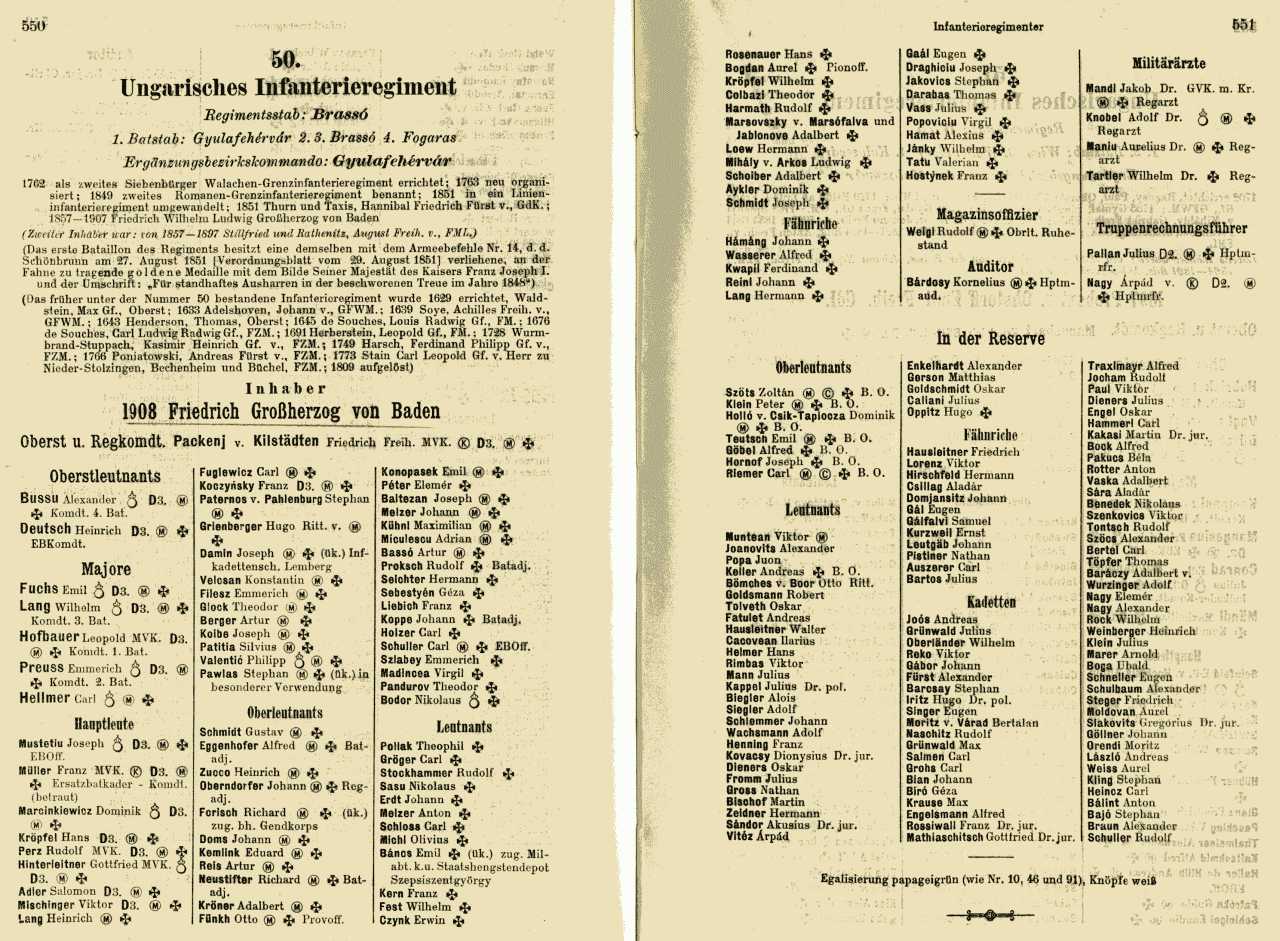 550
50.
Ungarisches Infanterieregiment
Regimentsstab: Brassó
1. Batstab: Gyulafehérvár 2. 3. Brassó 4. Fogaras
Ergänzungsbezirkskommando: Gyulafehérvár
1762 als zweites Siebenbürger Walachen-Grenzinfanterieregiment errichtet; 1763 neu organi-
siert; 1849 zweites Romanen-Grenzinfanterieregiment benannt; 1851 in ein Linien-
infanterieregiment umgewandelt; 1851 Thurn und Taxis, Hannibal Friedrich Fürst v., GdK.;
1857—1907 Friedrich Wilhelm Ludwig Großherzog von Baden
(Zweiter Inhaber war: von 1857—1897 Stillfried und Rathenitz, August Freih. v., FML.)
(Das erste Bataillon des Regiments besitzt eine demselben mit dem Armeebefehle Nr. 14, d. d.
Schönbrunn am 27. August 1851 [Verordnungsblatt vom 29. August 1851] verliehene, an der
Fahne zu tragende goldene Medaille mit dem Bilde Seiner Majestät des Kaisers Franz Joseph I.
und der Umschrift: „Für standhaftes Ausharren in der beschworenen Treue im Jahre 1848“)
(Das früher unter der Nummer 50 bestandene Infanterieregiment wurde 1629 errichtet, Wald-
stein, Max Gf., Oberst; 1633 Adelshoven, Johann v., GFWM.; 1639 Soye, Achilles Freih. v.,
GFWM.; 1643 Henderson, Thomas, Oberst; 1645 de Souches, Louis Radwig Gf., FM.; 1676
de Souches, Carl Ludwig Radwig Gf., FZM.; 1691 Herberstein, Leopold Gf., FM.; 1728 Wurm-
brand-Stuppach, Kasimir Heinrich Gf. v., FZM.; 1749 Harsch, Ferdinand Philipp Gf. v.,
FZM.; 1766 Poniatowski, Andreas Fürst v., FZM.; 1773 Stain Carl Leopold Gf. v. Herr zu
Nieder-Stolzingen, Bechenheim und Büchel, FZM.; 1809 aufgelöst)
Inhaber
1908 Friedrich Großherzog von Baden
Oberst u. Regkomdt. Packenj v. Kilstädten Friedrich Freih. MVK. Ⓚ D3. Ⓜ ✠
Oberstleutnants
Bussu Alexander D3. Ⓜ
✠ Komdt. 4. Bat.
Deutsch Heinrich D3. Ⓜ ✠
EBKomdt.
Majore
Fuchs Emil D3. Ⓜ ✠
Lang Wilhelm D3. Ⓜ ✠
Komdt. 3. Bat.
Hofbauer Leopold MVK. D3.
Ⓜ ✠ Komdt. 1. Bat.
Preuss Emmerich D3. Ⓜ
✠ Komdt. 2. Bat.
Hellmer Carl Ⓜ ✠
Hauptleute
Mustetiu Joseph D3. Ⓜ ✠
EBOff.
Müller Franz MVK. Ⓚ D3. Ⓜ
✠ Ersatzbatkader-Komdt.
(betraut)
Marcinkiewicz Dominik D3.
Ⓜ ✠
Kröpfel Hans D3. Ⓜ ✠
Perz Rudolf MVK. D3. Ⓜ ✠
Hinterleitner Gottfried MVK.
D3. Ⓜ ✠
Adler Salomon D3. Ⓜ ✠
Mischinger Viktor D3. Ⓜ ✠
Lang Heinrich Ⓜ ✠
Fuglewicz Carl Ⓜ ✠
Koczyńsky Franz D3. Ⓜ ✠
Paternos v. Pahlenburg Stephan
Ⓜ ✠
Grienberger Hugo Ritt. v. Ⓜ
✠
Damin Joseph Ⓜ ✠ (ük.) Inf-
kadettensch. Lemberg
Velcsan Konstantin Ⓜ ✠
Filesz Emmerich Ⓜ ✠
Glock Theodor Ⓜ ✠
Berger Artur Ⓜ ✠
Kolbe Joseph Ⓜ ✠
Patitia Silvius Ⓜ ✠
Valentić Philipp Ⓜ ✠
Pawlas Stephan Ⓜ ✠ (ük.) in
besonderer Verwendung
Oberleutnants
Schmidt Gustav Ⓜ ✠
Eggenhofer Alfred Ⓜ ✠ Bat-
adj.
Zucco Heinrich Ⓜ ✠
Oberndorfer Johann Ⓜ ✠ Reg-
adj.
Forisch Richard Ⓜ ✠ (ük.)
zug. bh. Gendkorps
Doms Johann Ⓜ ✠
Kemlink Eduard Ⓜ ✠
Reis Artur Ⓜ ✠
Neustifter Richard Ⓜ ✠ Bat-
adj.
Kröner Adalbert Ⓜ ✠
Fünkh Otto Ⓜ ✠ Provoff.
Konopasek Emil Ⓜ ✠
Péter Elemér ✠
Baltezan Joseph Ⓜ ✠
Melzer Johann Ⓜ ✠
Kühnl Maximilian Ⓜ ✠
Miculescu Adrian Ⓜ ✠
Bassó Artur Ⓜ ✠
Proksch Rudolf ✠ Batadj.
Selchter Hermann ✠
Sebestyén Géza ✠
Liebich Franz ✠
Koppe Johann ✠ Batadj.
Holzer Carl ✠
Schuller Carl Ⓜ ✠ EBOff.
Szlabey Emmerich ✠
Madincea Virgil ✠
Pandurov Theodor ✠
Bodor Nikolaus ✠
Leutnants
Pollak Theophil ✠
Gröger Carl ✠
Stockhammer Rudolf ✠
Sasu Nikolaus ✠
Erdt Johann ✠
Melzer Anton ✠
Schloss Carl ✠
Michl Olivius ✠
Bános Emil ✠ (ük.) zug. Mil-
abt. k.u. Staatshengstendepot
Szepsiszentgyörgy
Kern Franz ✠
Fest Wilhelm ✠
Czynk Erwin ✠
Infanterieregimenter
551
Rosenauer Hans ✠
Bogdan Aurel ✠ Pionoff.
Kröpfel Wilhelm ✠
Colbazi Theodor ✠
Harmath Rudolf ✠
Marsovszky v. Marsófalva und
Jablonove Adalbert ✠
Loew Hermann ✠
Mihály v. Arkos Ludwig ✠
Schoiber Adalbert ✠
Aykler Dominik ✠
Schmidt Joseph ✠
Fähnriche
Hámáng Johann ✠
Wasserer Alfred ✠
Kwapil Ferdinand ✠
Reini Johann ✠
Lang Hermann ✠
Gaál Eugen ✠
Draghiciu Joseph ✠
Jakovics Stephan ✠
Darabas Thomas ✠
Vass Julius ✠
Popoviciu Virgil ✠
Hamat Alexius ✠
Jánky Wilhelm ✠
Tatu Valerian ✠
Hostýnek Franz ✠
Magazinsoffizier
Weigl Rudolf Ⓜ ✠ Obrlt. Ruhe-
stand
Auditor
Bárdosy Kornelius Ⓜ ✠ Hptm-
aud.
Militärärzte
Mandl Jakob Dr. GVK. m. Kr.
Ⓜ ✠ Regarzt
Knobel Adolf Dr. Ⓜ ✠
Regarzt
Maniu Aurelius Dr. Ⓜ ✠ Reg-
arzt
Tartler Wilhelm Dr. ✠ Reg-
arzt
Truppenrechnungsführer
Pallan Julius D2. Ⓜ ✠ Hptm-
rfr.
Nagy Árpád v. Ⓚ D2. Ⓜ
✠ Hptmrfr.
In der Reserve
Oberleutnants
Szöts Zoltán Ⓜ Ⓒ ✠ B. O.
Klein Peter Ⓜ ✠ B. O.
Holló v. Csik-Taplocza Dominik
Ⓜ ✠ B. O.
Teutsch Emil Ⓜ ✠ B. O.
Göbel Alfred ✠ B. O.
Hornof Joseph ✠ B. O.
Riemer Carl Ⓜ Ⓒ ✠ B. O.
Leutnants
Muntean Viktor Ⓜ
Joanovits Alexander
Popa Juon
Keller Andreas ✠ B. O.
Bömches v. Boor Otto Ritt.
Goldsmann Robert
Tolveth Oskar
Fatulet Andreas
Hausleitner Walter
Cacovean Ilarius
Helmer Hans
Rimbas Viktor
Mann Julius
Kappel Julius Dr. pol.
Biegler Alois
Siegler Adolf
Schlemmer Johann
Wachsmann Adolf
Henning Franz
Kovacsy Dionysius Dr. jur.
Dieners Oskar
Fromm Julius
Gross Nathan
Bischof Martin
Zeidner Hermann
Sándor Akusius Dr. jur.
Vitéz Árpád
Enkelhardt Alexander
Gerson Matthias
Goldschmidt Oskar
Caliani Julius
Oppitz Hugo ✠
Fähnriche
Hausleitner Friedrich
Lorenz Viktor
Hirschfeld Hermann
Csillag Aladár
Domjansitz Johann
Gál Eugen
Gálfalvi Samuel
Kurzweil Ernst
Leutgäb Johann
Pistiner Nathan
Auszerer Carl
Bartos Julius
Kadetten
Joós Andreas
Grünwald Julius
Oberländer Wilhelm
Reko Viktor
Gábor Johann
Fürst Alexander
Barcsay Stephan
Iritz Hugo Dr. pol.
Singer Eugen
Moritz v. Várad Bertalan
Naschitz Rudolf
Grünwald Max
Salmen Carl
Grohs Carl
Bian Johann
Biró Géza
Krause Max
Engelsmann Alfred
Rossiwall Franz Dr. jur.
Mathiaschitsch Gottfried Dr. jur.
Traxlmayr Alfred
Jocham Rudolf
Paul Viktor
Dieners Julius
Engel Oskar
Hammerl Carl
Kakasi Martin Dr. jur.
Bock Alfred
Pakucs Béla
Rotter Anton
Vaska Adalbert
Sára Aladár
Benedek Nikolaus
Szenkovics Viktor
Tontsch Rudolf
Szöcs Alexander
Bertel Carl
Töpfer Thomas
Baráczy Adalbert v.
Wurzinger Adolf
Nagy Elemér
Nagy Alexander
Rock Wilhelm
Weinberger Heinrich
Klein Julius
Marer Arnold
Boga Ubald
Schneller Eugen
Schulbaum Alexander
Steger Friedrich
Moldovan Aurel
Slakovits Gregorius Dr. jur.
Göllner Johann
Orendi Moritz
László Andreas
Weiss Aurel
Kling Stephan
Heincz Carl
Bálint Anton
Bajó Stephan
Braun Alexander
Schuller Rudolf
Egalisierung papageigrün (wie Nr. 10, 46 und 91), Knöpfe weiß